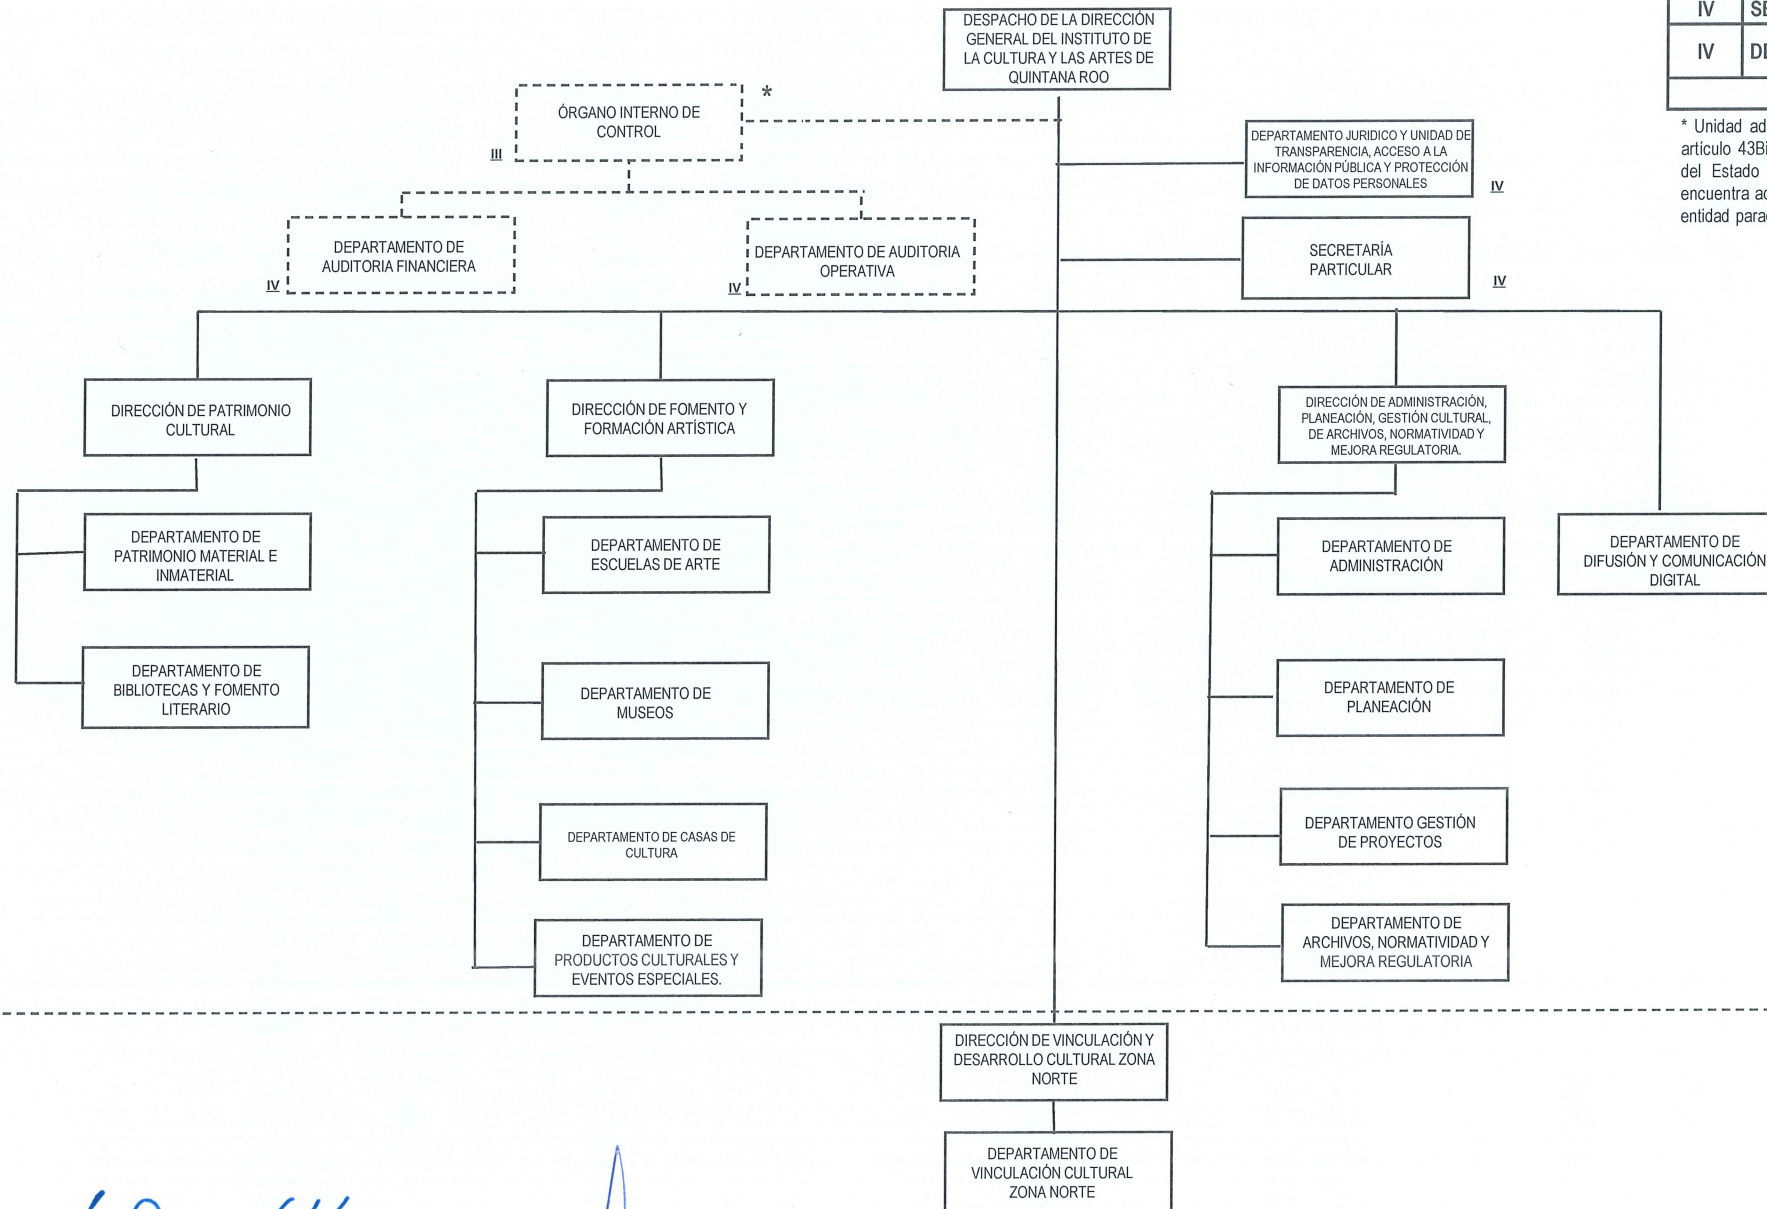 DESPACHO DE LA DIRECCIÓN
GENERAL DEL INSTITUTO DE
LA CULTURA Y LAS ARTES DE
QUINTANA ROO
IV
IV
* Unidad
artículo
del Estado
encuentra
entidad
ÓRGANO INTERNO DE
CONTROL
*
III
DEPARTAMENTO JURIDICO Y UNIDAD DE
TRANSPARENCIA, ACCESO A LA
INFORMACIÓN PÚBLICA Y PROTECCIÓN
DE DATOS PERSONALES
IV
DEPARTAMENTO DE
AUDITORIA FINANCIERA
IV
DEPARTAMENTO DE AUDITORIA
OPERATIVA
IV
SECRETARÍA
PARTICULAR
IV
DIRECCIÓN DE PATRIMONIO
CULTURAL
DEPARTAMENTO DE
PATRIMONIO MATERIAL E
INMATERIAL
DEPARTAMENTO DE
BIBLIOTECAS Y FOMENTO
LITERARIO
DIRECCIÓN DE FOMENTO Y
FORMACIÓN ARTÍSTICA
DEPARTAMENTO DE
ESCUELAS DE ARTE
DEPARTAMENTO DE
MUSEOS
DEPARTAMENTO DE CASAS DE
CULTURA
DEPARTAMENTO DE
PRODUCTOS CULTURALES Y
EVENTOS ESPECIALES.
DIRECCIÓN DE ADMINISTRACIÓN,
PLANEACIÓN, GESTIÓN CULTURAL,
DE ARCHIVOS, NORMATIVIDAD Y
MEJORA REGULATORIA.
DEPARTAMENTO DE
ADMINISTRACIÓN
DEPARTAMENTO DE
PLANEACIÓN
DEPARTAMENTO GESTIÓN
DE PROYECTOS
DEPARTAMENTO DE
ARCHIVOS, NORMATIVIDAD Y
MEJORA REGULATORIA
DEPARTAMENTO DE
DIFUSIÓN Y COMUNICACIÓN
DIGITAL
DIRECCIÓN DE VINCULACIÓN Y
DESARROLLO CULTURAL ZONA
NORTE
DEPARTAMENTO DE
VINCULACIÓN CULTURAL
ZONA NORTE